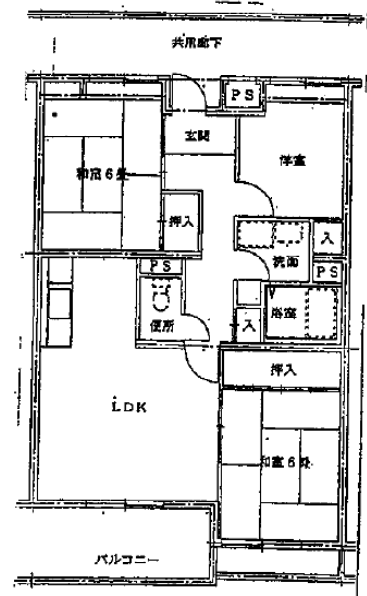 共用廊下
PS
玄関
洋室
和室6畳
押入
入
洗面
PS
PS
浴室
便所
入
押入
LDK
和室6畳
バルコニー